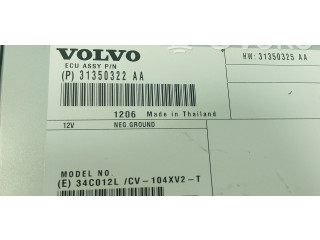 VOLVO
ECU ASSY P/N
(P) 31350322 AA
HW: 31350325 AA
1206 Made in Thailand
12V NEG.GROUND
MODEL NO.
(E) 34C012L /CV-104XV2-T